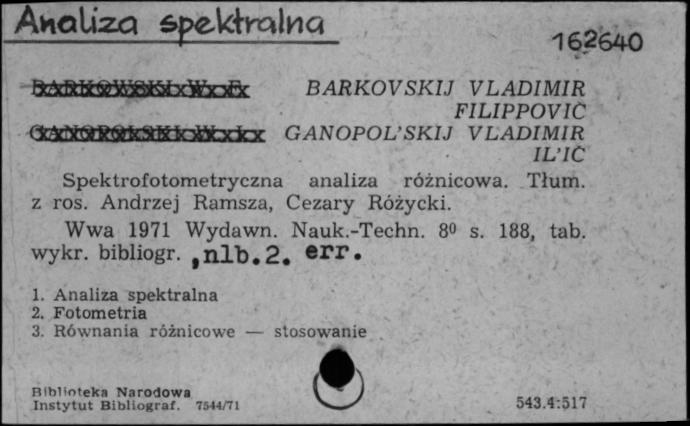 Analiza spektralna
162640
BARKOWSKI W. F. BARKOVSKIJ VLADIMIR
FILIPPOVIČ
GANOPOL'SKIJ VLADIMIR
IL'IČ
Spektrofotometryczna analiza różnicowa. Tłum.
z ros. Andrzej Ramsza, Cezary Różycki.
Wwa 1971 Wydawn. Nauk.-Techn. 8⁰ s. 188, tab.
wykr. bibliogr. ,nlb.2. err.
1. Analiza spektralna
2. Fotometria
3. Równania różnicowe — stosowanie
Biblioteka Narodowa
Instytut Bibliograf. 7544/71
543.4:517